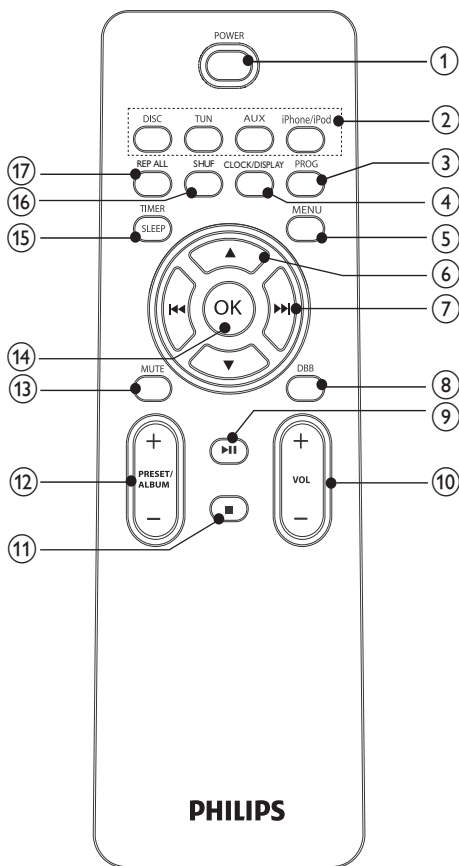 POWER
①
②
DISC TUN AUX iPhone/iPod
⑰ REP ALL SHUF CLOCK/DISPLAY PROG ③
⑯ ④
⑮ TIMER MENU ⑤
SLEEP
⑥
OK ⑦
⑭
⑬ MUTE DBB ⑧
⑨
+ +
⑫ PRESET/ VOL ⑩
ALBUM
− −
⑪
PHILIPS